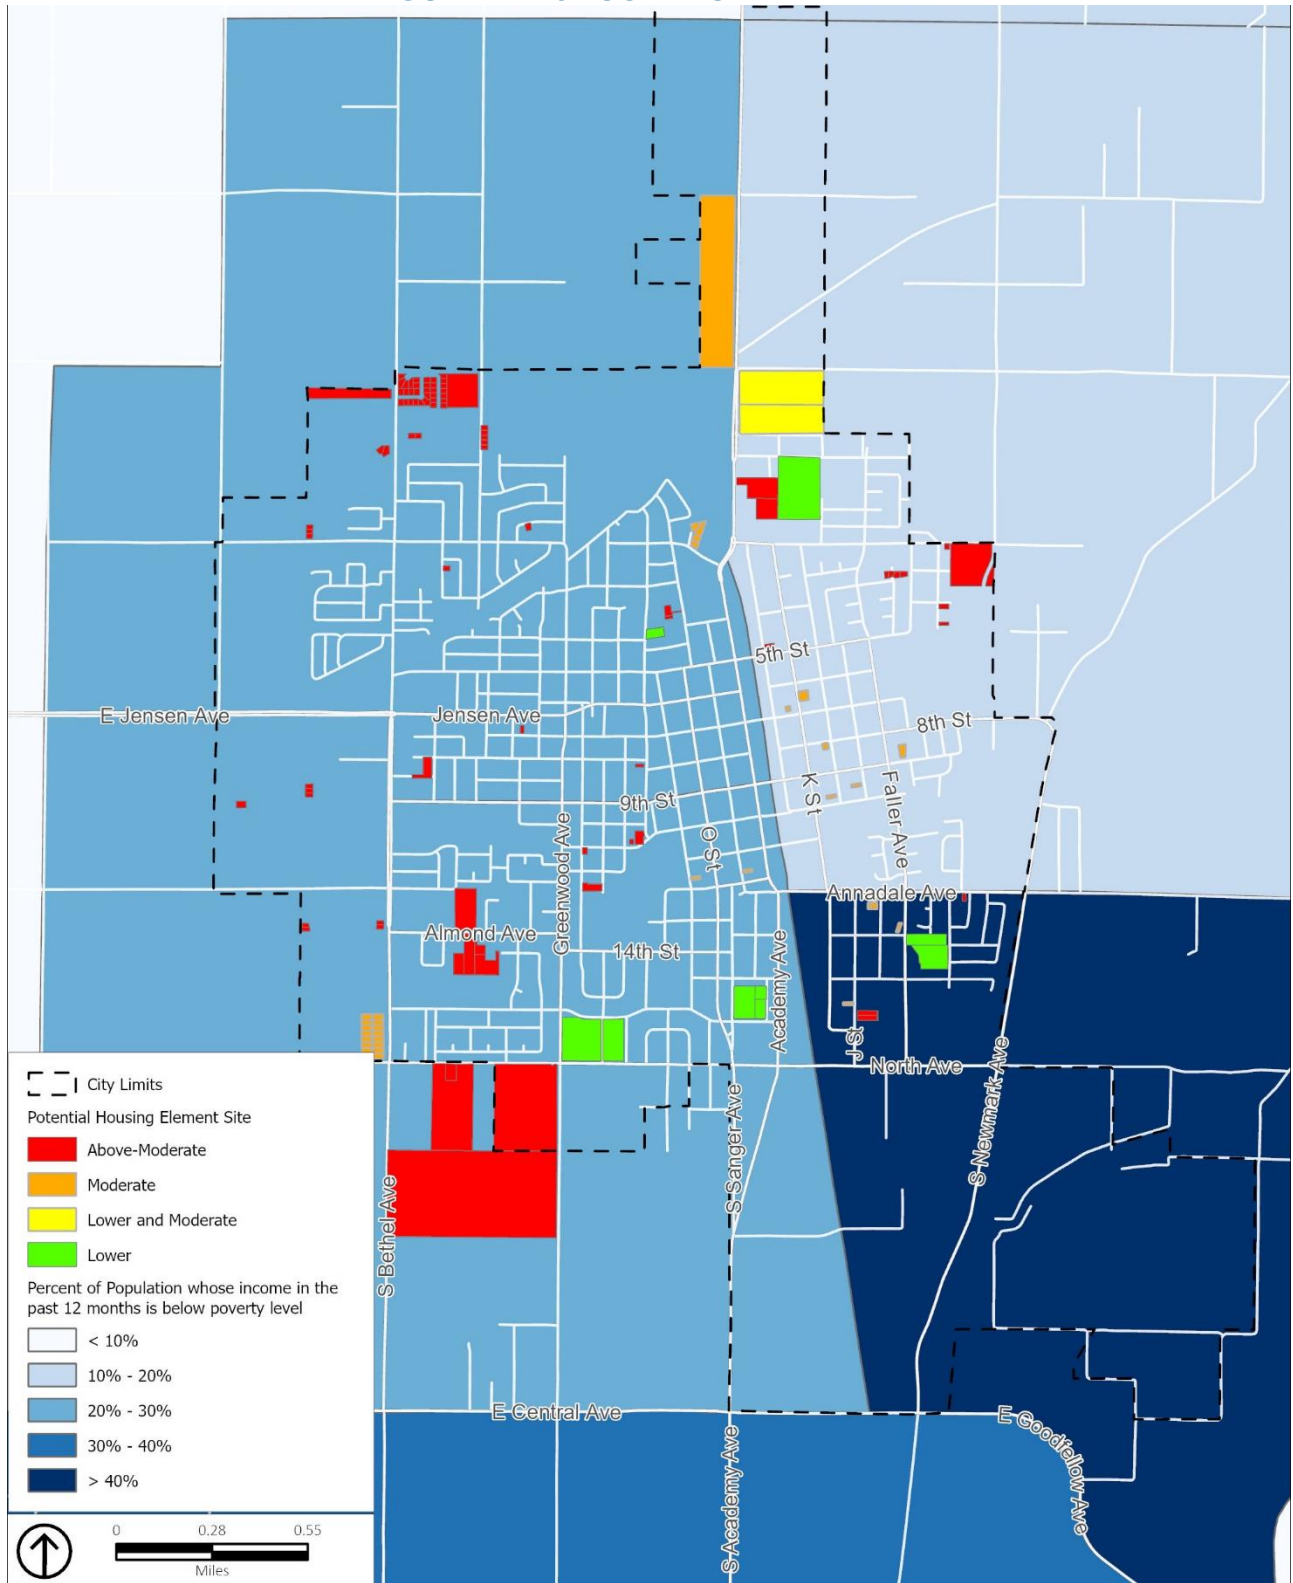 5th St
E Jensen Ave
Jensen Ave
8th St
K St
Faller Ave
9th St
O St
Greenwood Ave
Annadale Ave
Almond Ave
14th St
Academy Ave
J St
North Ave
S Newmark Ave
S Sanger Ave
S Bethel Ave
City Limits
Potential Housing Element Site
Above-Moderate
Moderate
Lower and Moderate
Lower
Percent of Population whose income in the
past 12 months is below poverty level
< 10%
10% - 20%
20% - 30%
30% - 40%
> 40%
E Central Ave
E Goodfellow Ave
S Academy Ave
0 0.28 0.55
Miles